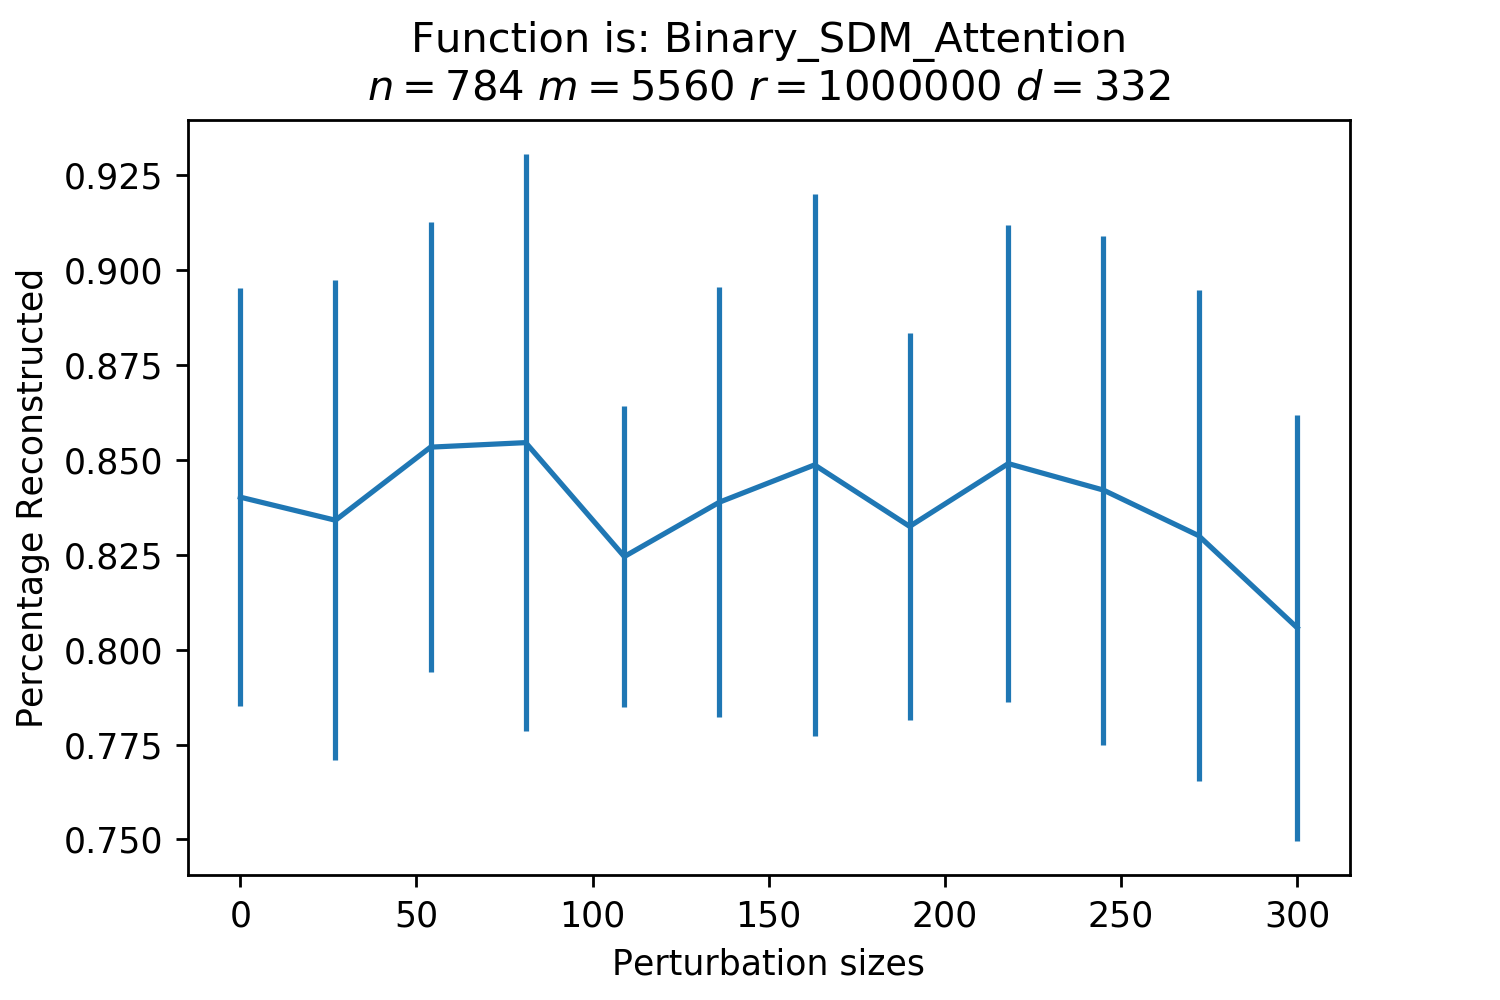 Function is: Binary_SDM_Attention
n = 784 m = 5560 r = 1000000 d = 332
Percentage Reconstructed
0.925
0.900
0.875
0.850
0.825
0.800
0.775
0.750
0 50 100 150 200 250 300
Perturbation sizes